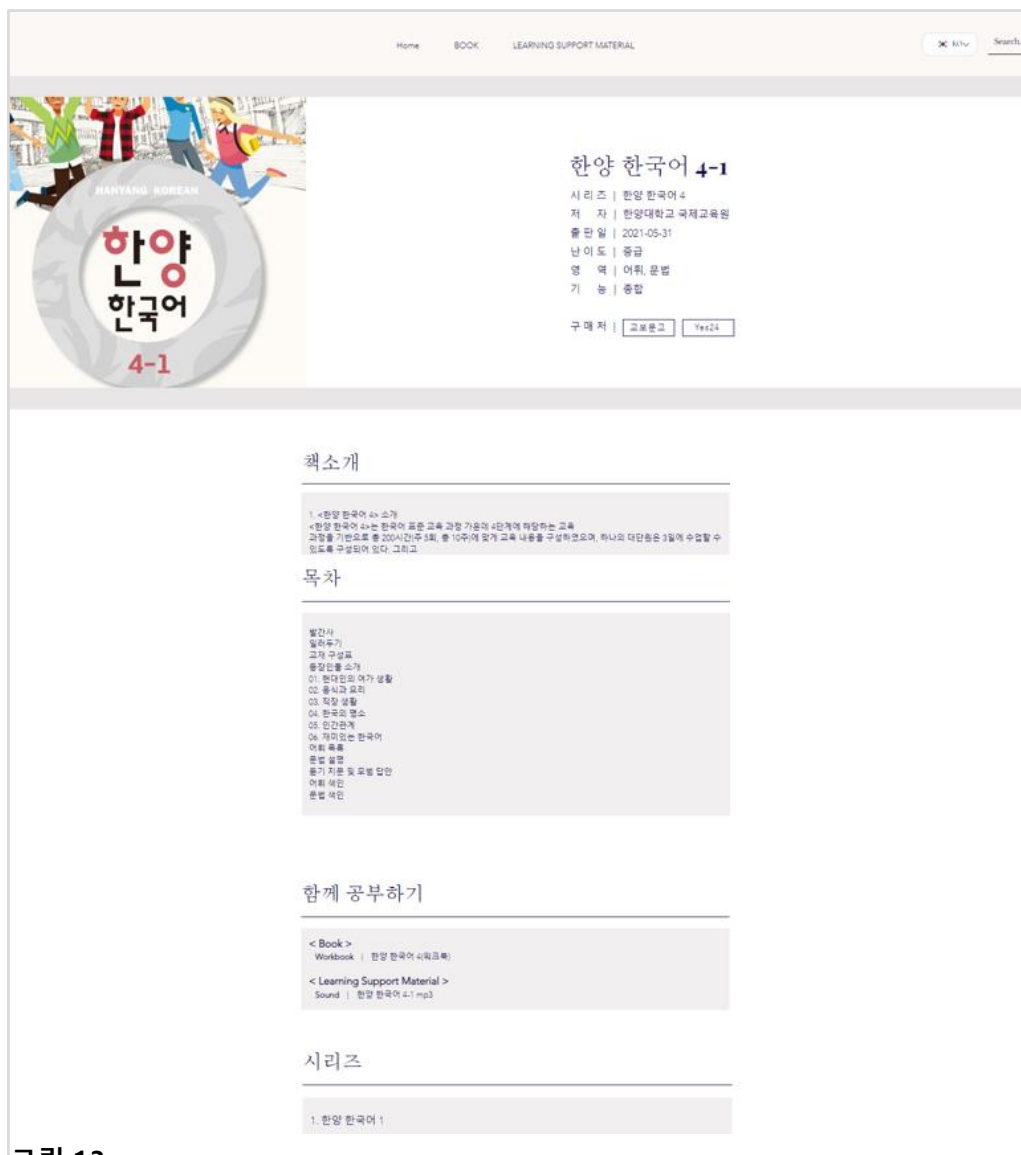 Home BOOK LEARNING SUPPORT MATERIAL KO Search.
HANYANG KOREAN
한양
한국어
4-1
한양 한국어 4-1
시리즈 | 한양 한국어 4
저 자 | 한양대학교 국제교육원
출판일 | 2021-05-31
난이도 | 중급
영 역 | 어휘, 문법
기 능 | 종합
구매처 | 교보문고 Yes24
책소개
1. <한양 한국어 4> 소개
<한양 한국어 4>는 한국어 표준 교육 과정 가운데 4단계에 해당하는 교육
과정을 기반으로 총 200시간(주 5회, 총 10주)에 맞게 교육 내용을 구성하였으며, 하나의 대단원은 3일에 수업할 수
있도록 구성되어 있다. 그리고
목차
발간사
일러두기
교재 구성표
등장인물 소개
01. 현대인의 여가 생활
02. 음식과 요리
03. 직장 생활
04. 한국의 명소
05. 인간관계
06. 재미있는 한국어
어휘 목록
문법 설명
듣기 지문 및 모범 답안
어휘 색인
문법 색인
함께 공부하기
< Book >
Workbook | 한양 한국어 4(워크북)
< Learning Support Material >
Sound | 한양 한국어 4-1 mp3
시리즈
1. 한양 한국어 1